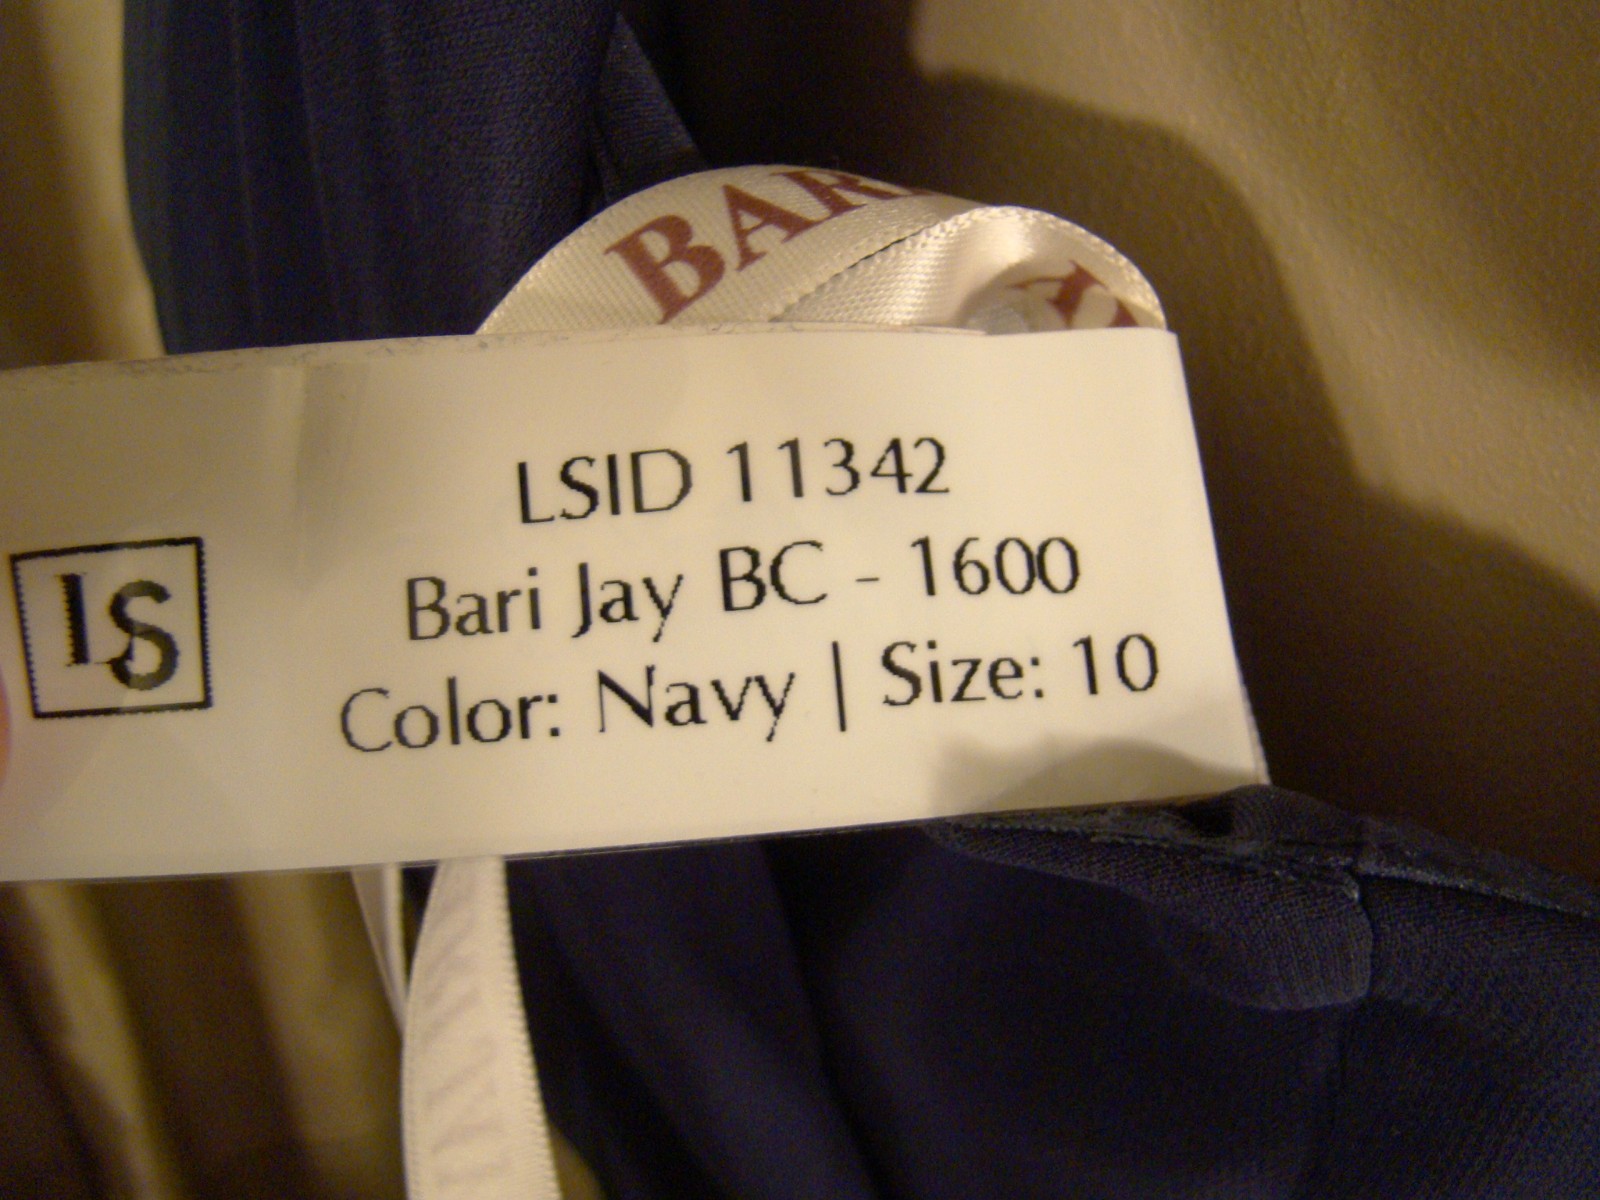 BAR
LSID 11342
LS
Bari Jay BC - 1600
Color: Navy | Size: 10